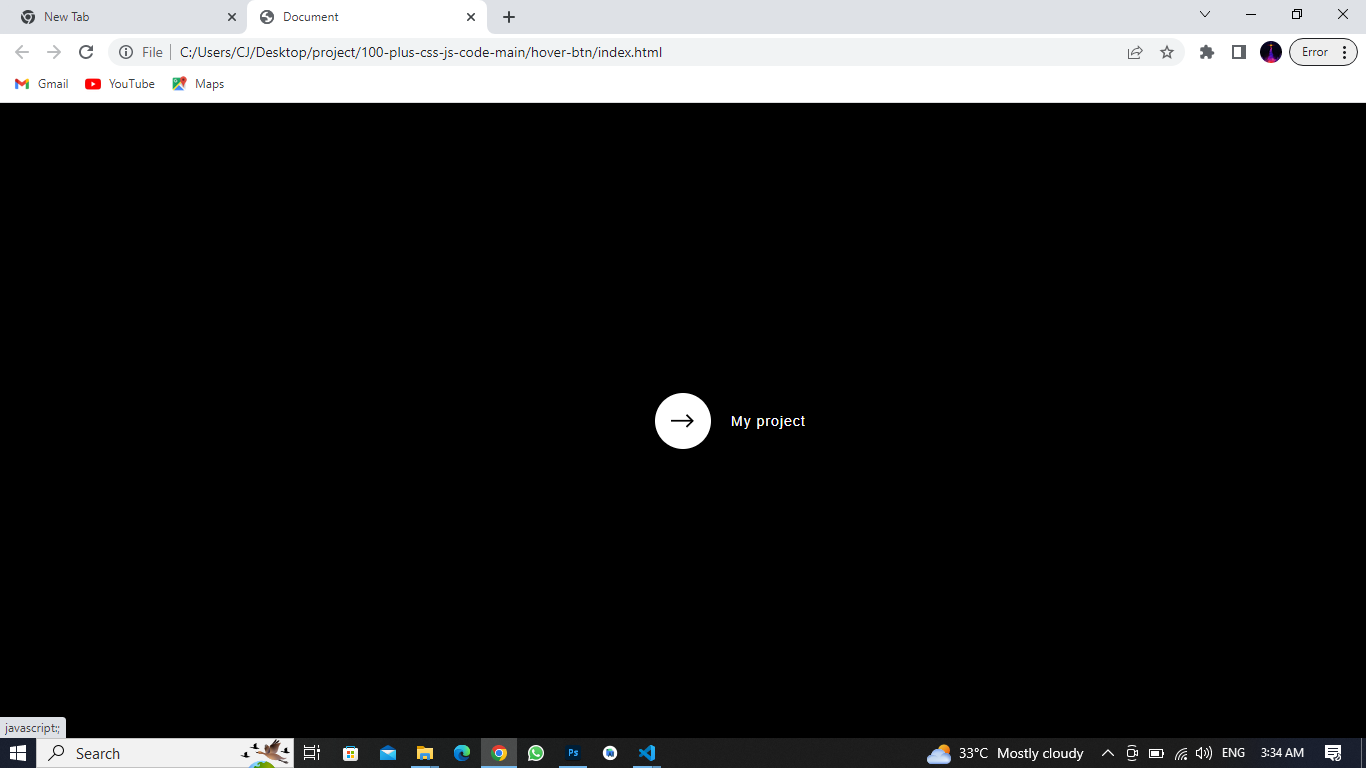 New Tab
Document
File
C:/Users/CJ/Desktop/project/100-plus-css-js-code-main/hover-btn/index.html
Error
Gmail
YouTube
Maps
My project
javascript:;
Search
Ps
33°C Mostly cloudy
ENG
3:34 AM